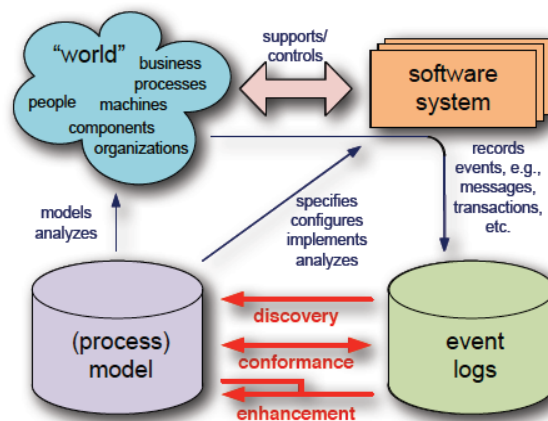 “world”
business
processes
people
machines
components
organizations
supports/
controls
software
system
records
events, e.g.,
messages,
transactions,
etc.
models
analyzes
specifies
configures
implements
analyzes
(process)
model
discovery
conformance
enhancement
event
logs